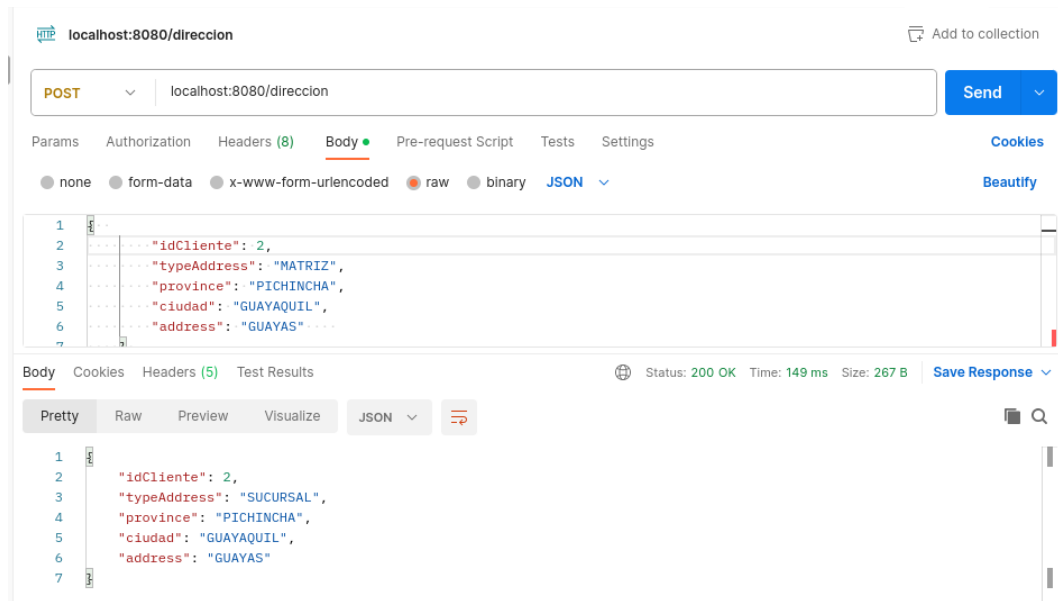 HTTP localhost:8080/direccion Add to collection
POST localhost:8080/direccion Send
Params Authorization Headers (8) Body Pre-request Script Tests Settings Cookies
none form-data x-www-form-urlencoded raw binary JSON Beautify
1 {
2 "idCliente": 2,
3 "typeAddress": "MATRIZ",
4 "province": "PICHINCHA",
5 "ciudad": "GUAYAQUIL",
6 "address": "GUAYAS"
7 }
Body Cookies Headers (5) Test Results Status: 200 OK Time: 149 ms Size: 267 B Save Response
Pretty Raw Preview Visualize JSON
1 {
2 "idCliente": 2,
3 "typeAddress": "SUCURSAL",
4 "province": "PICHINCHA",
5 "ciudad": "GUAYAQUIL",
6 "address": "GUAYAS"
7 }